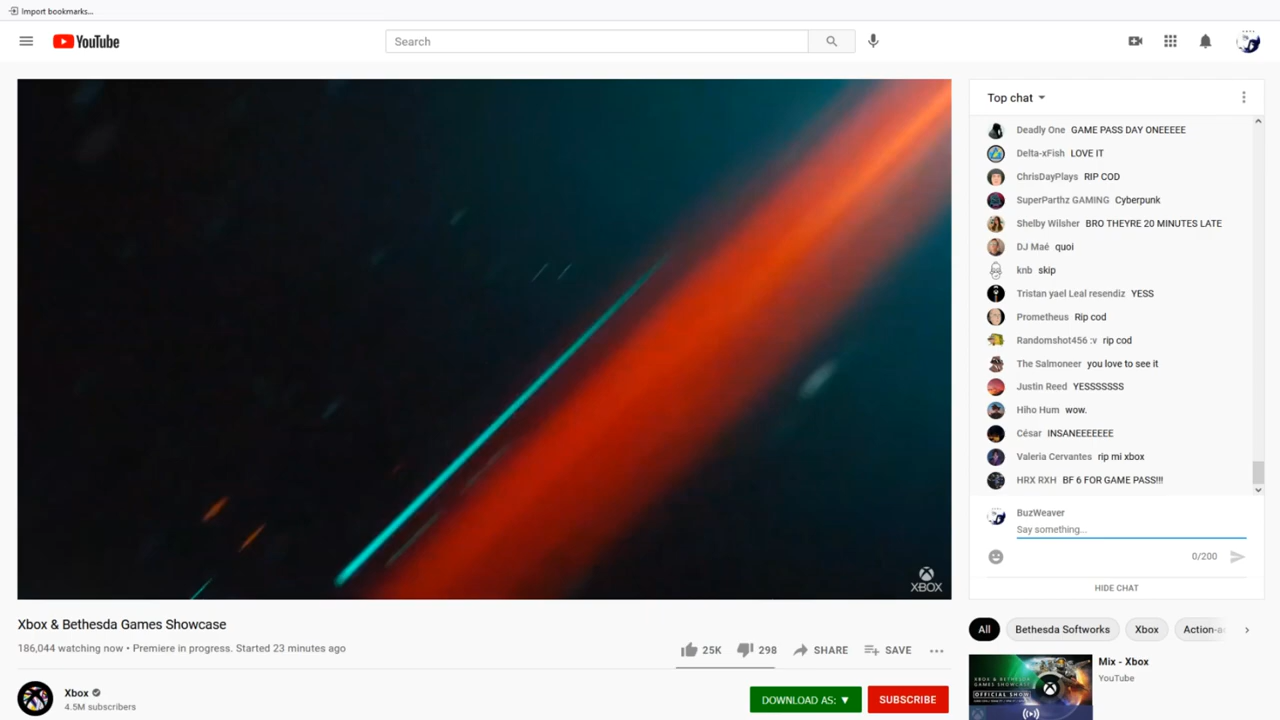 Import bookmarks...
YouTube
Search
XBOX
Top chat
Deadly One GAME PASS DAY ONEEEEE
Delta-xFish LOVE IT
ChrisDayPlays RIP COD
SuperParthz GAMING Cyberpunk
Shelby Wilsher BRO THEYRE 20 MINUTES LATE
DJ Maé quoi
knb skip
Tristan yael Leal resendiz YESS
Prometheus Rip cod
Randomshot456 :v rip cod
The Salmoneer you love to see it
Justin Reed YESSSSSSS
Hiho Hum wow.
César INSANEEEEEEE
Valeria Cervantes rip mi xbox
HRX RXH BF 6 FOR GAME PASS!!!
BuzWeaver
Say something...
0/200
HIDE CHAT
Xbox & Bethesda Games Showcase
186,044 watching now • Premiere in progress. Started 23 minutes ago
25K 298 SHARE SAVE
Xbox
4.5M subscribers
DOWNLOAD AS: ▼ SUBSCRIBE
All Bethesda Softworks Xbox Action-a
XBOX & BETHESDA
GAMES SHOWCASE
OFFICIAL SHOW
Mix - Xbox
YouTube